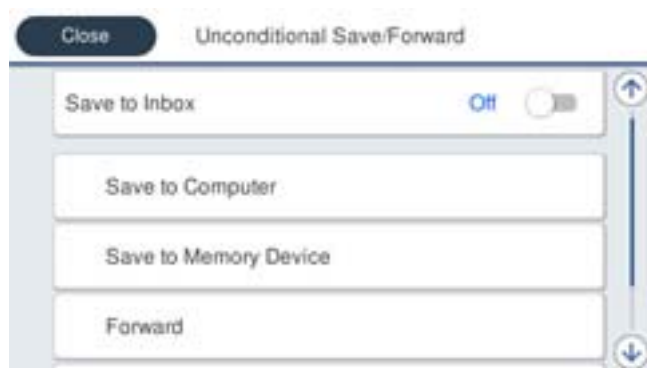 Close
Unconditional Save/Forward
Save to Inbox
Off
Save to Computer
Save to Memory Device
Forward